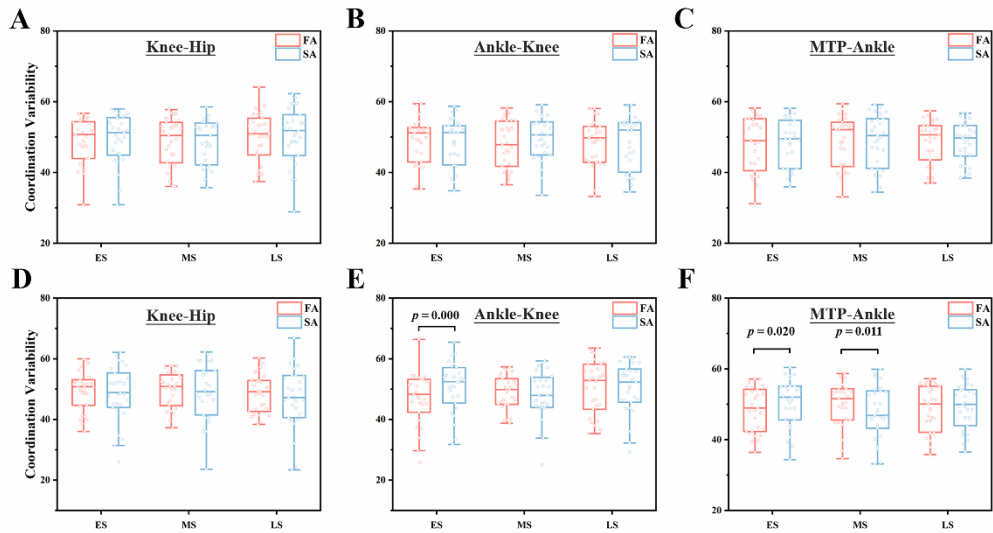 A
Knee-Hip
FA
SA
80
60
40
20
Coordination Variability
ES
MS
LS
B
Ankle-Knee
FA
SA
80
60
40
20
ES
MS
LS
C
MTP-Ankle
FA
SA
80
60
40
20
ES
MS
LS
D
Knee-Hip
FA
SA
80
60
40
20
Coordination Variability
ES
MS
LS
E
Ankle-Knee
FA
SA
p = 0.000
80
60
40
20
ES
MS
LS
F
MTP-Ankle
FA
SA
p = 0.020
p = 0.011
80
60
40
20
ES
MS
LS